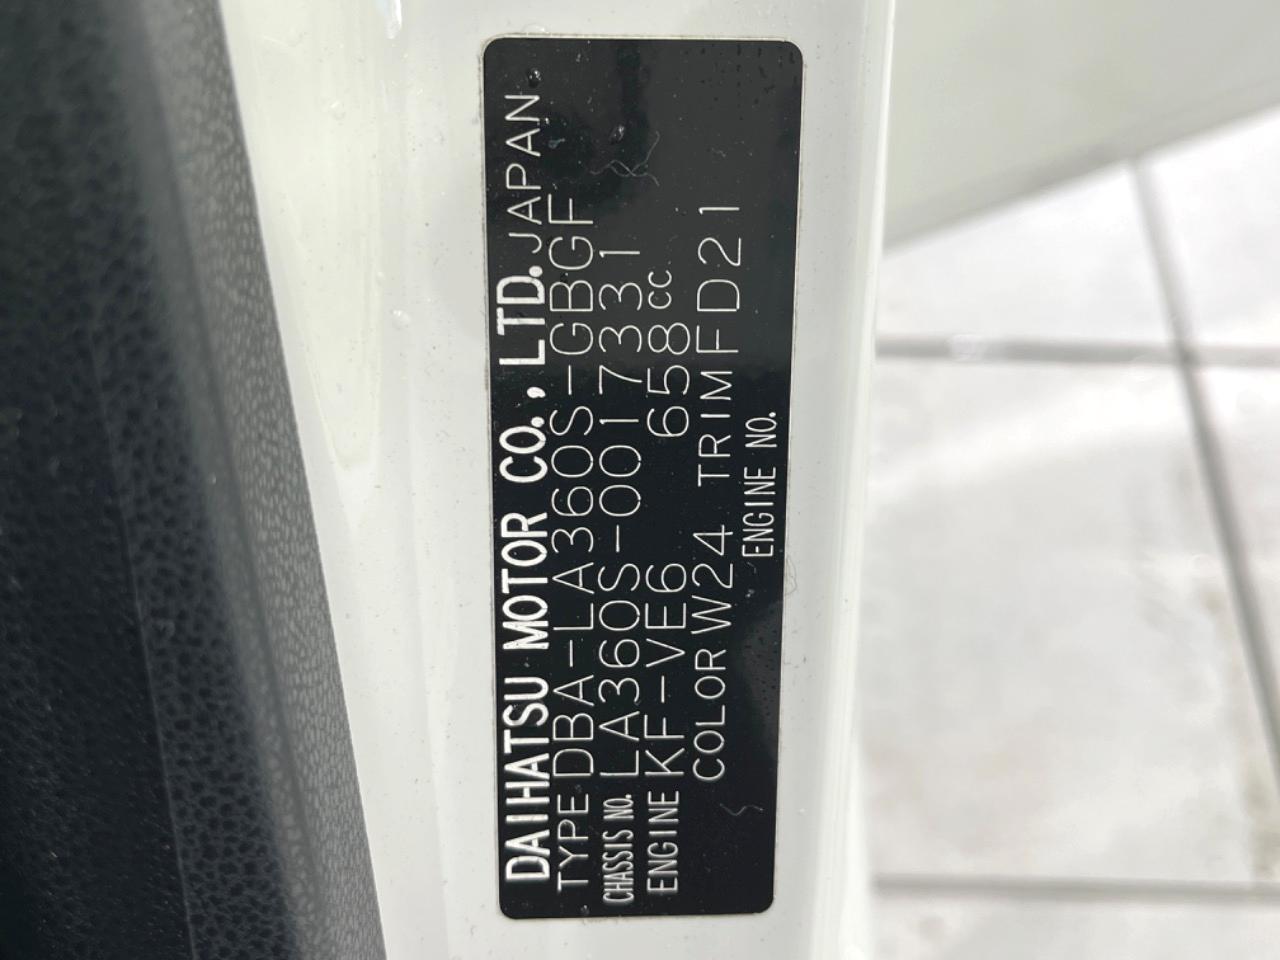 DAIHATSU MOTOR CO., LTD. JAPAN.
TYPE DBA-LA360S-GBGF
CHASSIS NO. LA360S-0017331
ENGINE KF-VE6 658cc
COLOR W24 TRIM FD21
ENGINE NO.